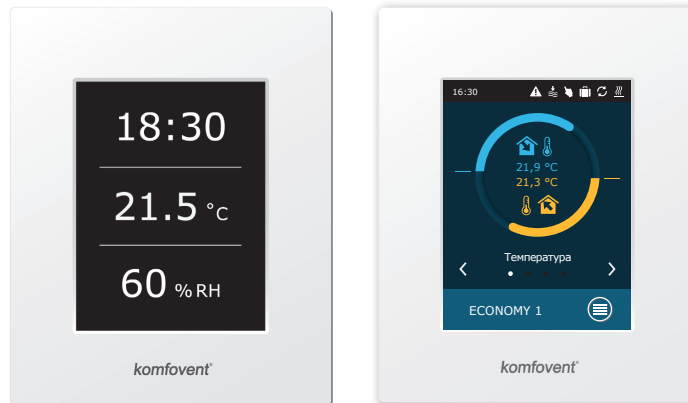 18:30
21.5 °C
60 % RH
komfovent®
16:30
21,9 °C
21,3 °C
Температура
ECONOMY 1
komfovent®